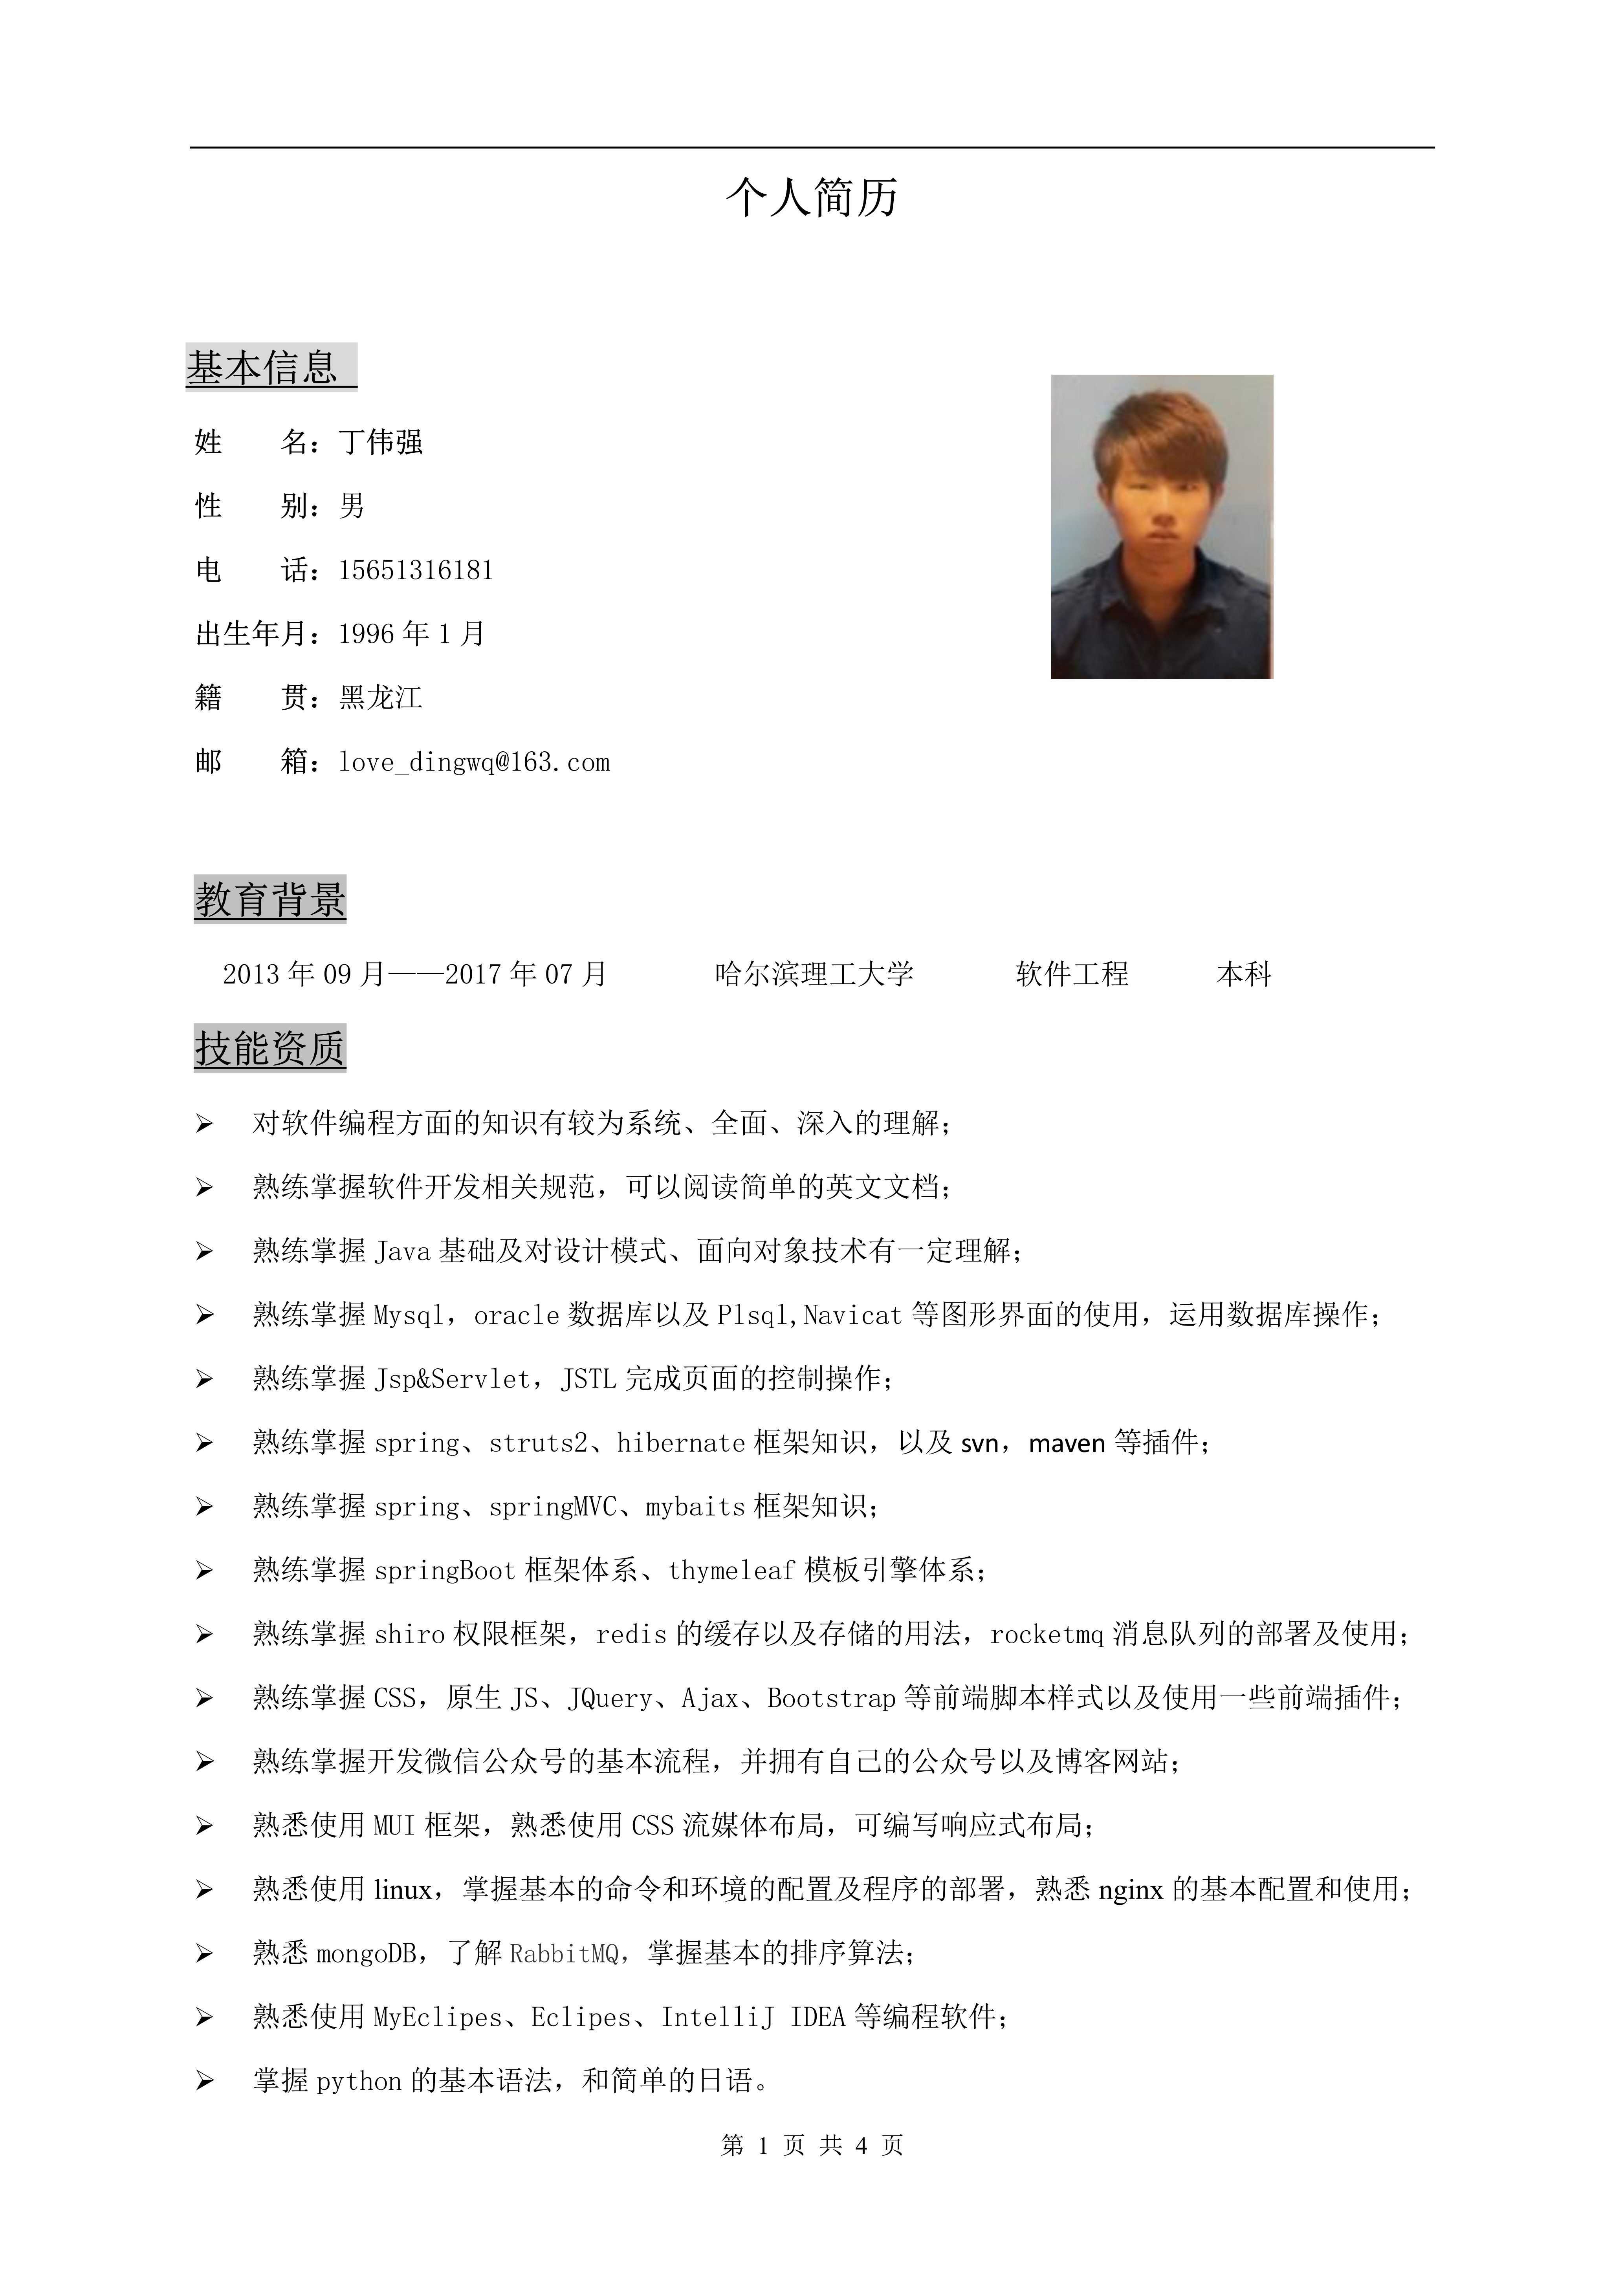 个人简历
基本信息
姓 名：丁伟强
性 别：男
电 话：15651316181
出生年月：1996 年 1 月
籍 贯：黑龙江
邮 箱：love_dingwq@163.com
教育背景
2013 年 09 月——2017 年 07 月 哈尔滨理工大学 软件工程 本科
技能资质
➢ 对软件编程方面的知识有较为系统、全面、深入的理解；
➢ 熟练掌握软件开发相关规范，可以阅读简单的英文文档；
➢ 熟练掌握 Java 基础及对设计模式、面向对象技术有一定理解；
➢ 熟练掌握 Mysql，oracle 数据库以及 Plsql,Navicat 等图形界面的使用，运用数据库操作；
➢ 熟练掌握 Jsp&Servlet，JSTL 完成页面的控制操作；
➢ 熟练掌握 spring、struts2、hibernate 框架知识，以及 svn，maven 等插件；
➢ 熟练掌握 spring、springMVC、mybaits 框架知识；
➢ 熟练掌握 springBoot 框架体系、thymeleaf 模板引擎体系；
➢ 熟练掌握 shiro 权限框架，redis 的缓存以及存储的用法，rocketmq 消息队列的部署及使用；
➢ 熟练掌握 CSS，原生 JS、JQuery、Ajax、Bootstrap 等前端脚本样式以及使用一些前端插件；
➢ 熟练掌握开发微信公众号的基本流程，并拥有自己的公众号以及博客网站；
➢ 熟悉使用 MUI 框架，熟悉使用 CSS 流媒体布局，可编写响应式布局；
➢ 熟悉使用 linux，掌握基本的命令和环境的配置及程序的部署，熟悉 nginx 的基本配置和使用；
➢ 熟悉 mongoDB，了解 RabbitMQ，掌握基本的排序算法；
➢ 熟悉使用 MyEclipes、Eclipes、IntelliJ IDEA 等编程软件；
➢ 掌握 python 的基本语法，和简单的日语。
第 1 页 共 4 页